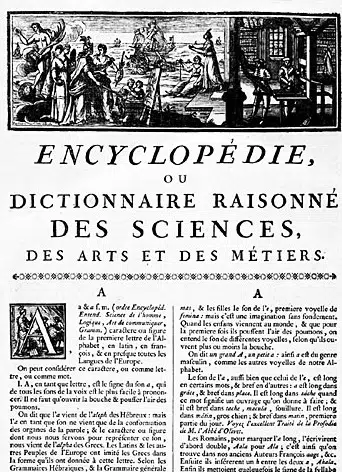 ENCYCLOPÉDIE,
OU
DICTIONNAIRE RAISONNÉ
DES SCIENCES,
DES ARTS ET DES MÉTIERS.
A
A
a & a s. m. (ordre Encyclopéd.
Entend. Science de l'homme,
Logique, Art de communiquer,
Gramm.) caractere ou figure
de la premiere lettre de l'Al-
phabet, en latin, en fran-
çois, & en presque toutes les
Langues de l'Europe.
On peut considérer ce caractere, ou comme let-
tre, ou comme mot.
I. A, en tant que lettre, est le signe du son a, qui
de tous les sons de la voix est le plus facile à pronon-
cer. Il ne faut qu'ouvrir la bouche & pousser l'air des
poumons.
On dit que l'a vient de l'aleph des Hébreux : mais
l'a en tant que son ne vient que de la conformation
des organes de la parole ; & le caractere ou figure
dont nous nous servons pour représenter ce son,
nous vient de l'alpha des Grecs. Les Latins & les au-
tres Peuples de l'Europe ont imité les Grecs dans
la forme qu'ils ont donnée à cette lettre. Selon les
Grammaires Hébraïques, & la Grammaire générale
mas, & les filles le son de l'e, premiere voyelle de
femina : mais c'est une imagination sans fondement.
Quand les enfans viennent au monde, & que pour
la premiere fois ils poussent l'air des poumons, on
entend le son de différentes voyelles, selon qu'ils ou-
vrent plus ou moins la bouche.
On dit un grand A, un petit a : ainsi a est du genre
masculin, comme les autres voyelles de notre Al-
phabet.
Le son de l'a, aussi bien que celui de l'e, est long
en certains mots, & bref en d'autres : a est long dans
grâce, & bref dans place. Il est long dans tâche quand
ce mot signifie un ouvrage qu'on donne à faire ; &
il est bref dans tache, macula, souillure. Il est long
dans mâtin, gros chien ; & bref dans matin, premiere
partie du jour. Voyez l'excellent Traité de la Prosodie
de M. l'Abbé d'Olivet.
Les Romains, pour marquer l'a long, l'écrivirent
d'abord double, Aala pour Ala ; c'est ainsi qu'on
trouve dans nos anciens Auteurs François aage, &c.
Ensuite ils insérerent un h entre les deux a, Ahala.
Enfin ils mettoient quelquefois le signe de la syllabe